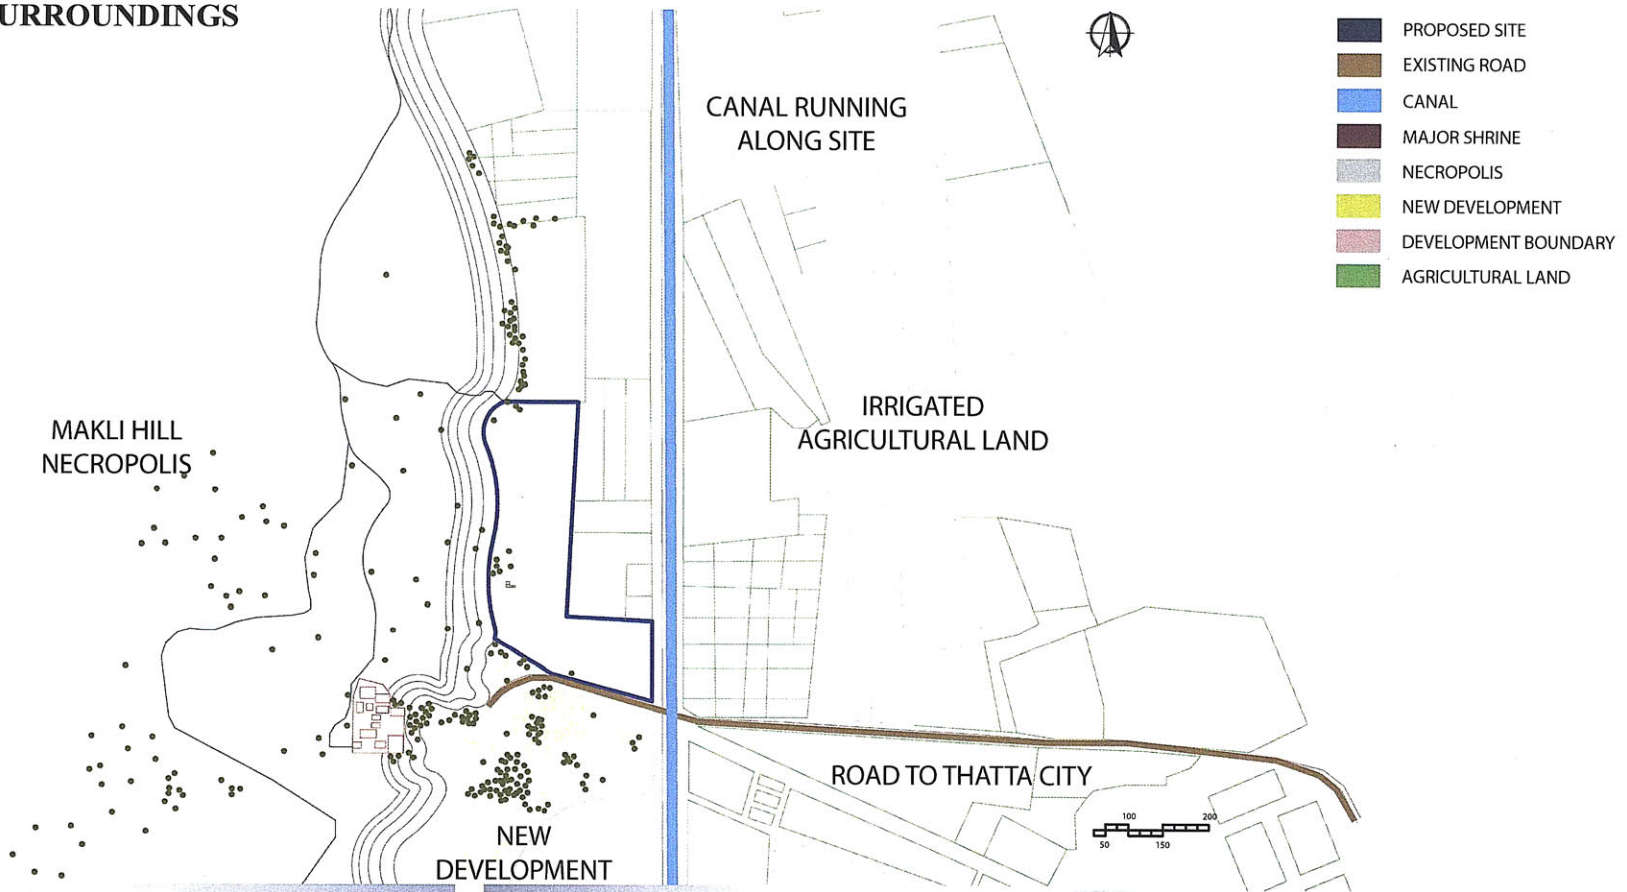 URROUNDINGS
CANAL RUNNING
ALONG SITE
PROPOSED SITE
EXISTING ROAD
CANAL
MAJOR SHRINE
NECROPOLIS
NEW DEVELOPMENT
DEVELOPMENT BOUNDARY
AGRICULTURAL LAND
MAKLI HILL
NECROPOLIS
IRRIGATED
AGRICULTURAL LAND
ROAD TO THATTA CITY
100 200
50 150
NEW
DEVELOPMENT